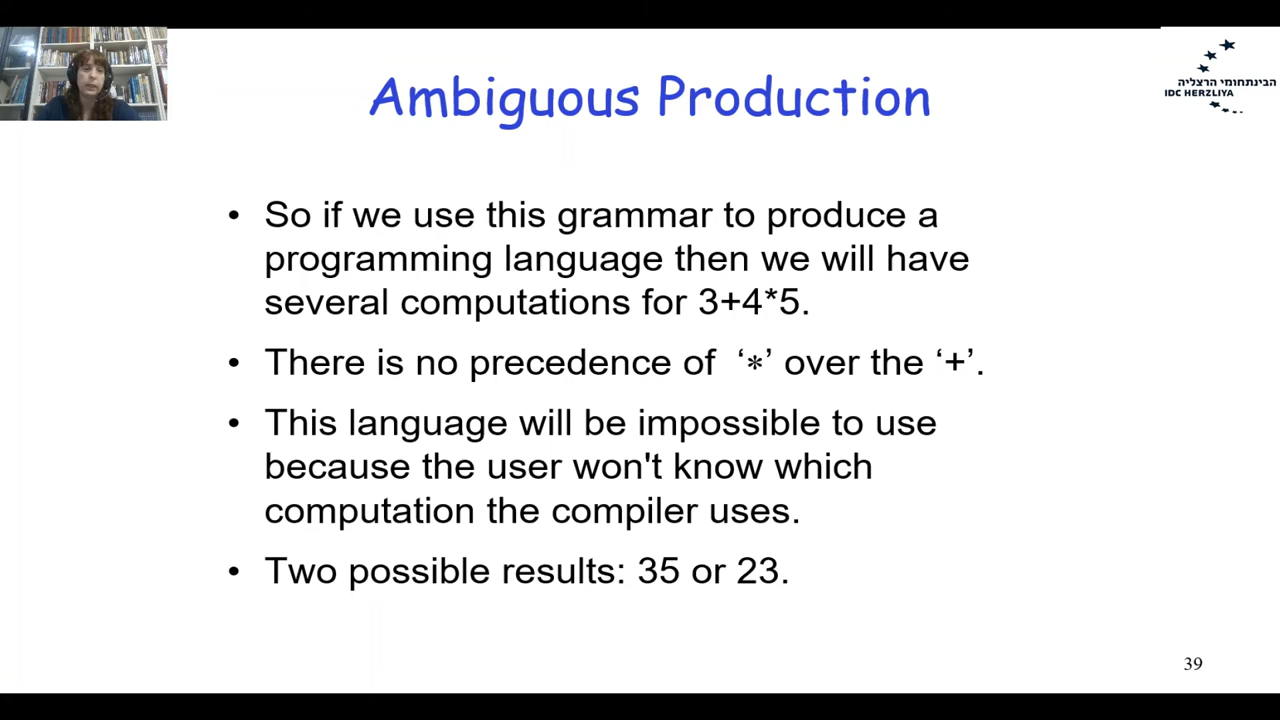 הבינתחומי הרצליה
IDC HERZLIYA
Ambiguous Production
• So if we use this grammar to produce a
programming language then we will have
several computations for 3+4*5.
• There is no precedence of ‘*’ over the ‘+’.
• This language will be impossible to use
because the user won't know which
computation the compiler uses.
• Two possible results: 35 or 23.
39